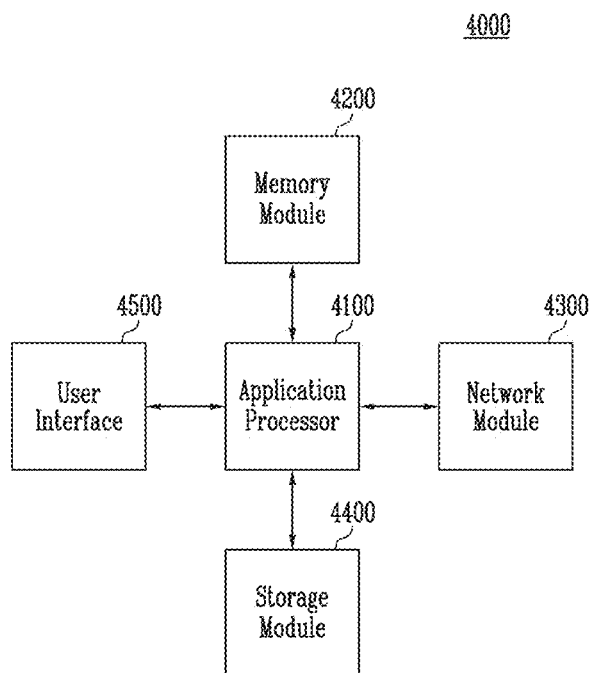 4000
4200
Memory
Module
4500
4100
4300
User
Interface
Application
Processor
Network
Module
4400
Storage
Module